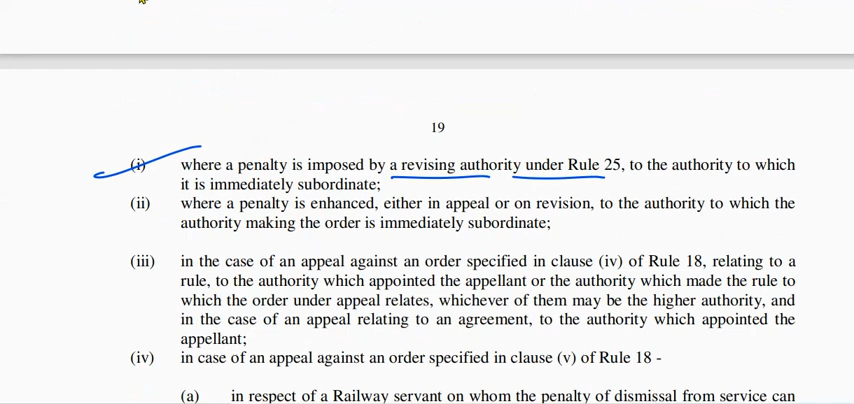 19
(i) where a penalty is imposed by a revising authority under Rule 25, to the authority to which
it is immediately subordinate;
(ii) where a penalty is enhanced, either in appeal or on revision, to the authority to which the
authority making the order is immediately subordinate;
(iii) in the case of an appeal against an order specified in clause (iv) of Rule 18, relating to a
rule, to the authority which appointed the appellant or the authority which made the rule to
which the order under appeal relates, whichever of them may be the higher authority, and
in the case of an appeal relating to an agreement, to the authority which appointed the
appellant;
(iv) in case of an appeal against an order specified in clause (v) of Rule 18 -
(a) in respect of a Railway servant on whom the penalty of dismissal from service can